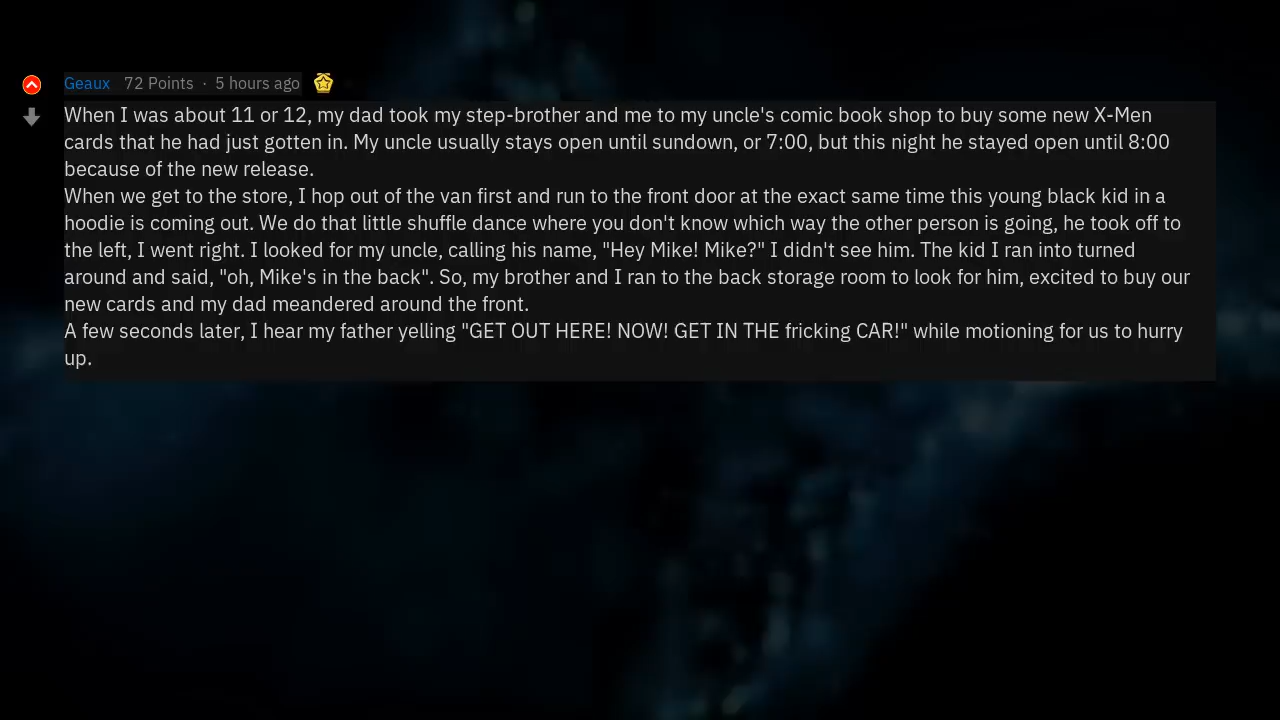 Geaux 72 Points · 5 hours ago
When I was about 11 or 12, my dad took my step-brother and me to my uncle's comic book shop to buy some new X-Men
cards that he had just gotten in. My uncle usually stays open until sundown, or 7:00, but this night he stayed open until 8:00
because of the new release.
When we get to the store, I hop out of the van first and run to the front door at the exact same time this young black kid in a
hoodie is coming out. We do that little shuffle dance where you don't know which way the other person is going, he took off to
the left, I went right. I looked for my uncle, calling his name, "Hey Mike! Mike?" I didn't see him. The kid I ran into turned
around and said, "oh, Mike's in the back". So, my brother and I ran to the back storage room to look for him, excited to buy our
new cards and my dad meandered around the front.
A few seconds later, I hear my father yelling "GET OUT HERE! NOW! GET IN THE fricking CAR!" while motioning for us to hurry
up.